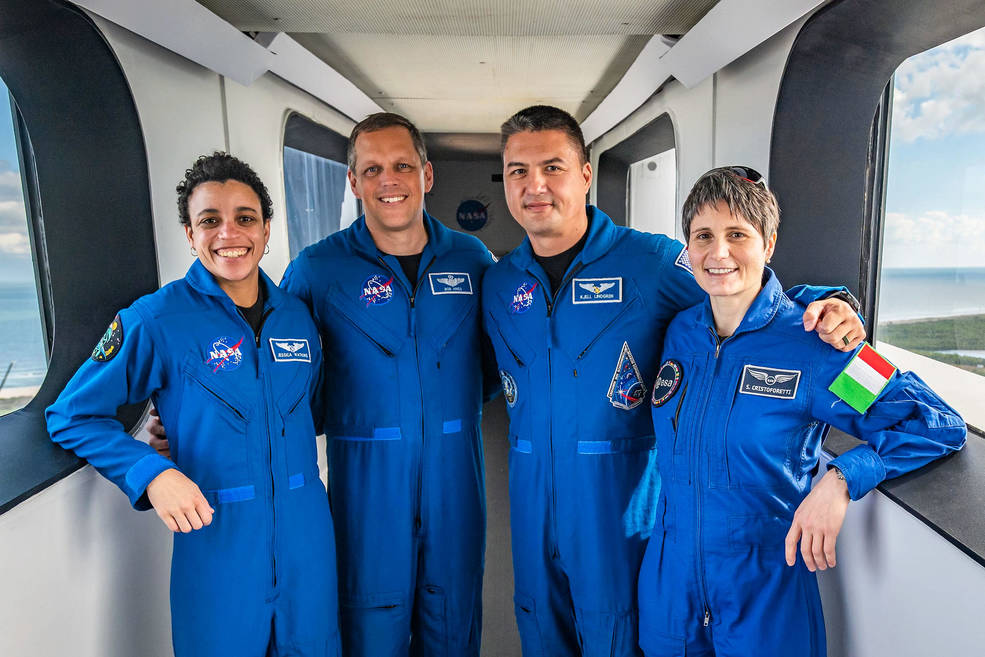 NASA
NASA
JESSICA WATKINS
NASA
BOB HINES
NASA
KJELL LINDGREN
esa
S. CRISTOFORETTI